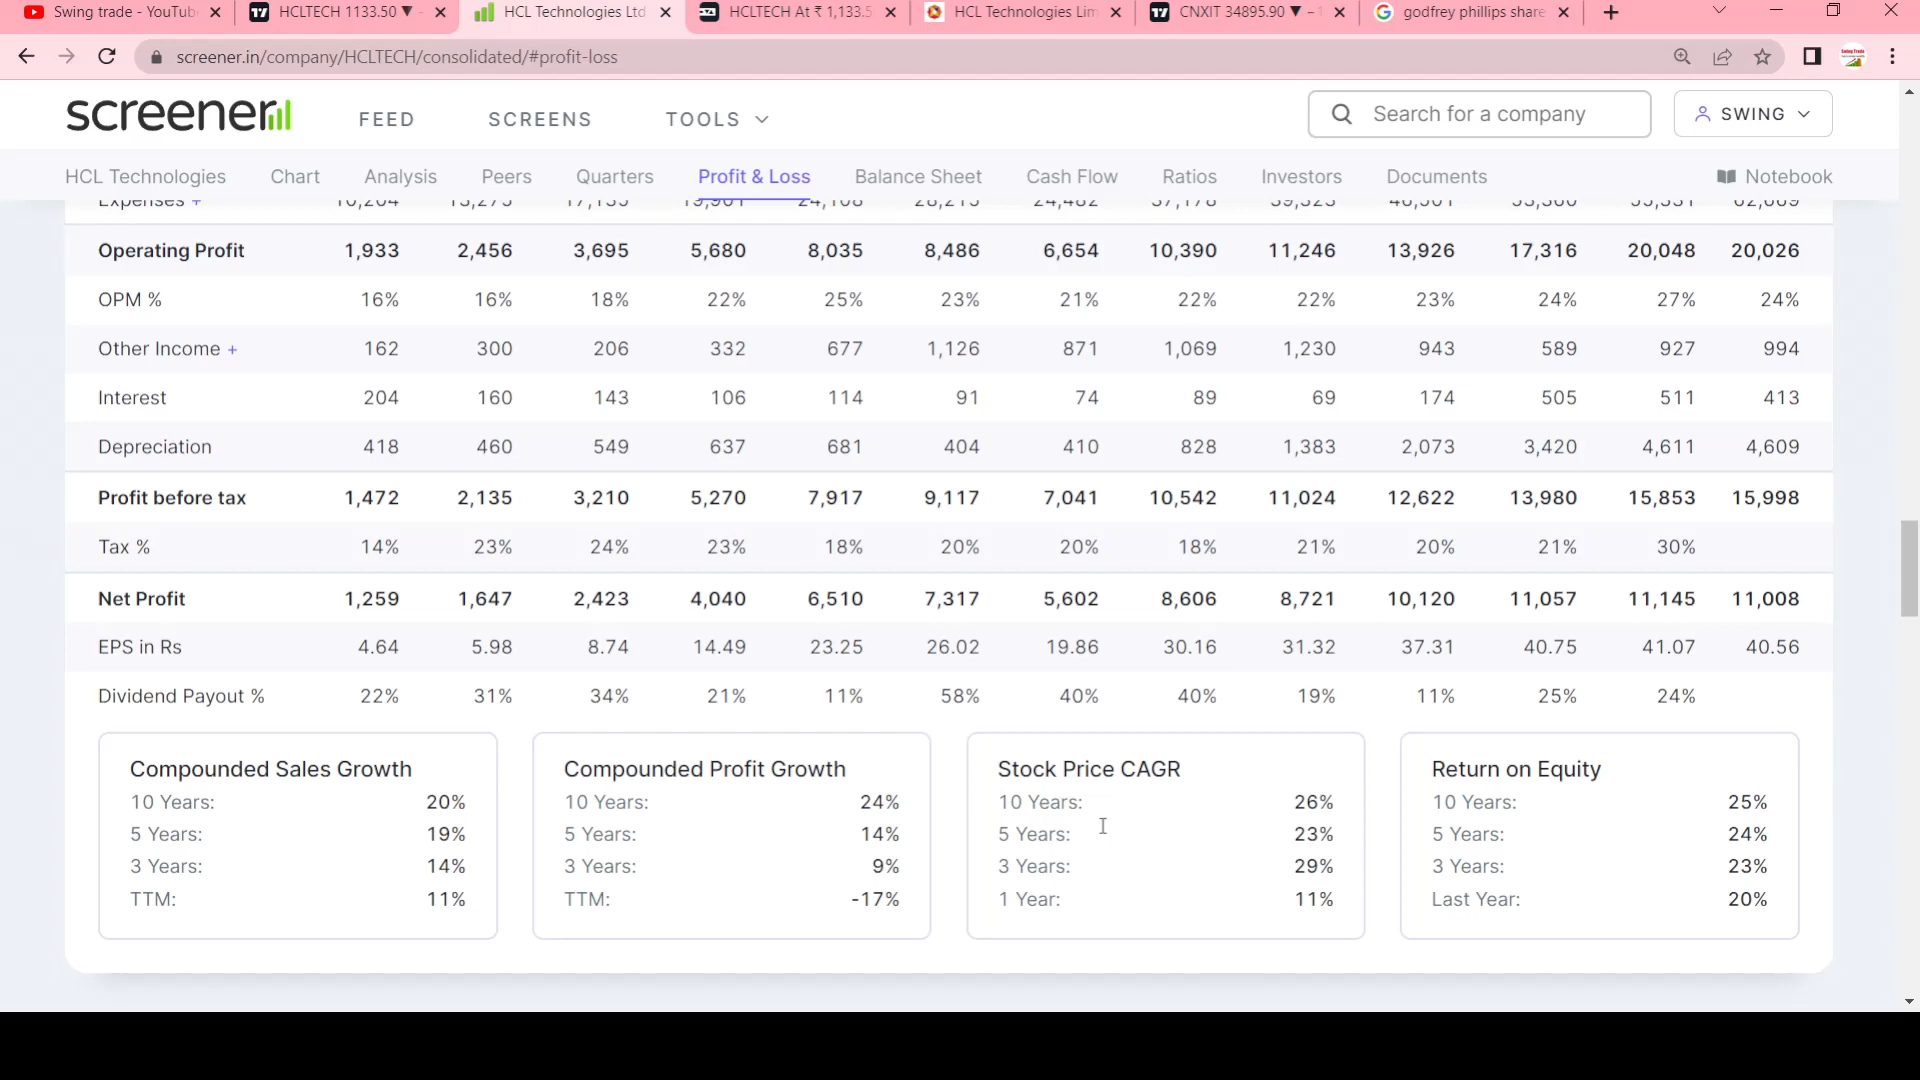 Swing trade - YouTub
HCLTECH 1133.50 ▼
HCL Technologies Ltd
HCLTECH At ₹ 1,133.5
HCL Technologies Lim
CNXIT 34895.90 ▼
godfrey phillips share
screener.in/company/HCLTECH/consolidated/#profit-loss
screener FEED SCREENS TOOLS Search for a company SWING
HCL Technologies Chart Analysis Peers Quarters Profit & Loss Balance Sheet Cash Flow Ratios Investors Documents Notebook
Expenses +
Operating Profit 1,933 2,456 3,695 5,680 8,035 8,486 6,654 10,390 11,246 13,926 17,316 20,048 20,026
OPM % 16% 16% 18% 22% 25% 23% 21% 22% 22% 23% 24% 27% 24%
Other Income + 162 300 206 332 677 1,126 871 1,069 1,230 943 589 927 994
Interest 204 160 143 106 114 91 74 89 69 174 505 511 413
Depreciation 418 460 549 637 681 404 410 828 1,383 2,073 3,420 4,611 4,609
Profit before tax 1,472 2,135 3,210 5,270 7,917 9,117 7,041 10,542 11,024 12,622 13,980 15,853 15,998
Tax % 14% 23% 24% 23% 18% 20% 20% 18% 21% 20% 21% 30%
Net Profit 1,259 1,647 2,423 4,040 6,510 7,317 5,602 8,606 8,721 10,120 11,057 11,145 11,008
EPS in Rs 4.64 5.98 8.74 14.49 23.25 26.02 19.86 30.16 31.32 37.31 40.75 41.07 40.56
Dividend Payout % 22% 31% 34% 21% 11% 58% 40% 40% 19% 11% 25% 24%
Compounded Sales Growth
10 Years: 20%
5 Years: 19%
3 Years: 14%
TTM: 11%
Compounded Profit Growth
10 Years: 24%
5 Years: 14%
3 Years: 9%
TTM: -17%
Stock Price CAGR
10 Years: 26%
5 Years: 23%
3 Years: 29%
1 Year: 11%
Return on Equity
10 Years: 25%
5 Years: 24%
3 Years: 23%
Last Year: 20%